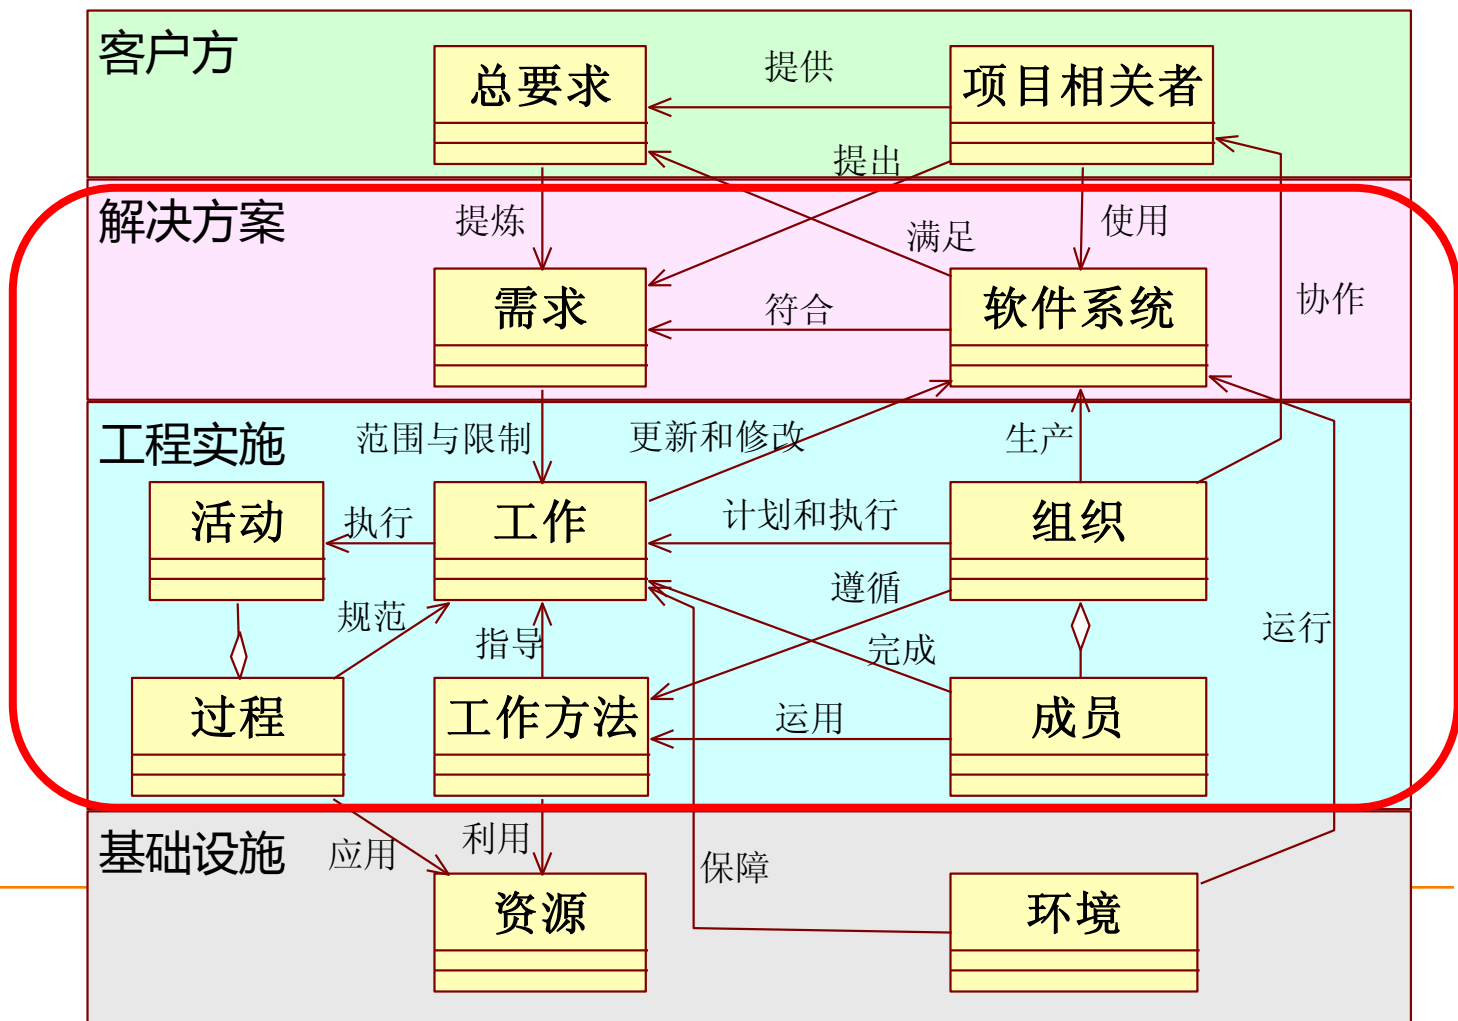 客户方
总要求
提供
项目相关者
提出
解决方案
提炼
满足
使用
需求
符合
软件系统
协作
工程实施
范围与限制
更新和修改
生产
活动
执行
工作
计划和执行
组织
规范
指导
遵循
完成
运行
过程
工作方法
运用
成员
基础设施
应用
利用
保障
资源
环境